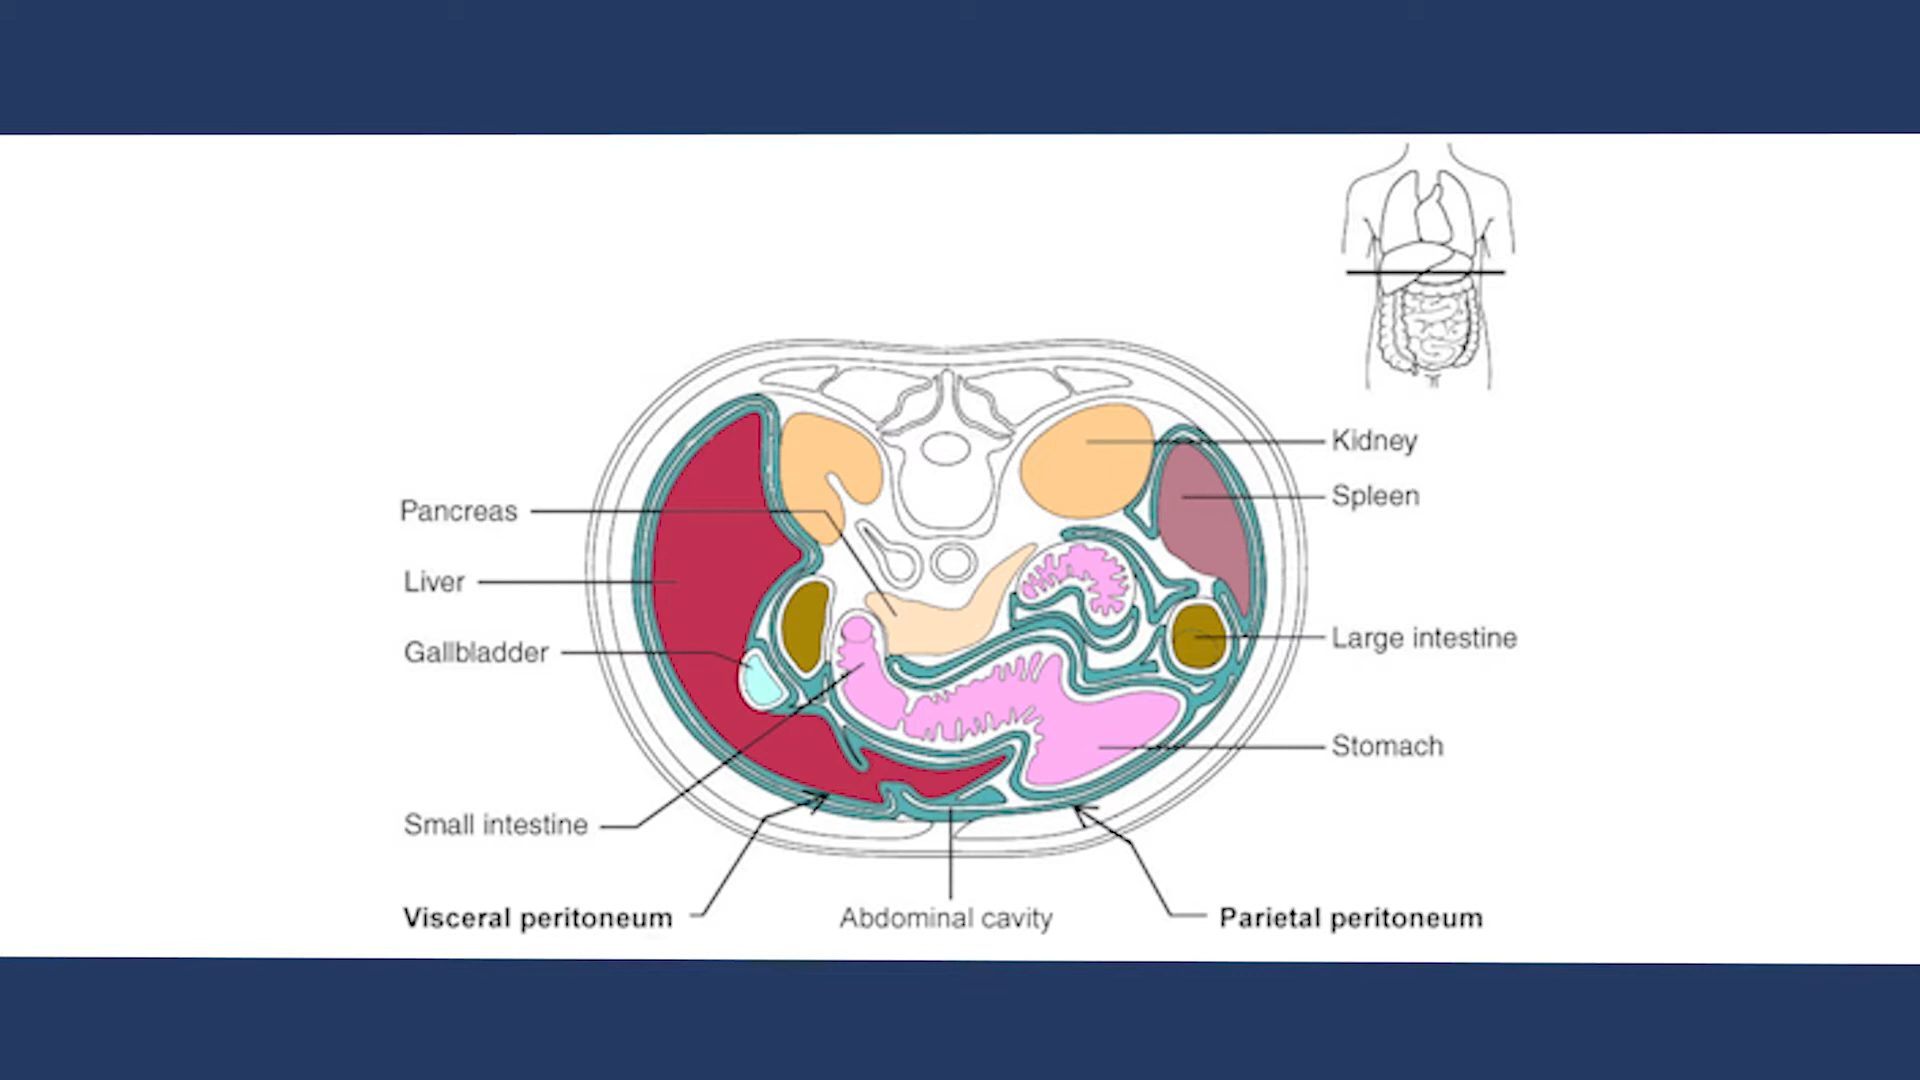 Kidney
Spleen
Pancreas
Liver
Large intestine
Gallbladder
Stomach
Small intestine
Visceral peritoneum
Abdominal cavity
Parietal peritoneum